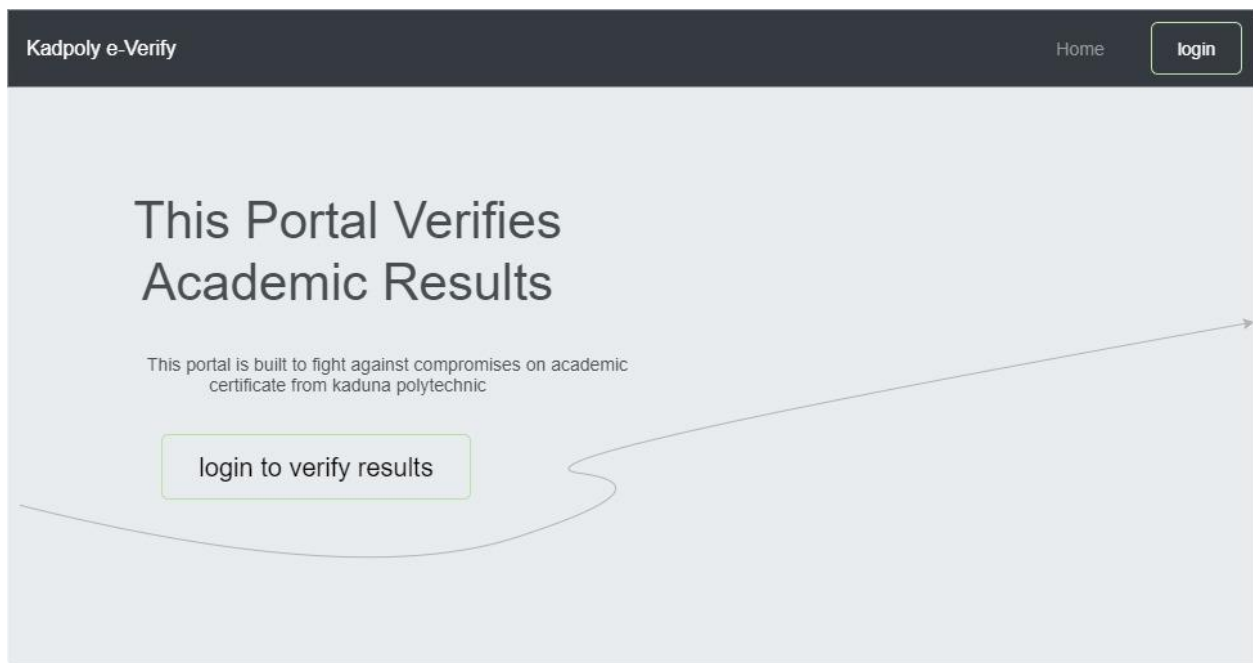 Kadpoly e-Verify
Home
login
This Portal Verifies
Academic Results
This portal is built to fight against compromises on academic
certificate from kaduna polytechnic
login to verify results